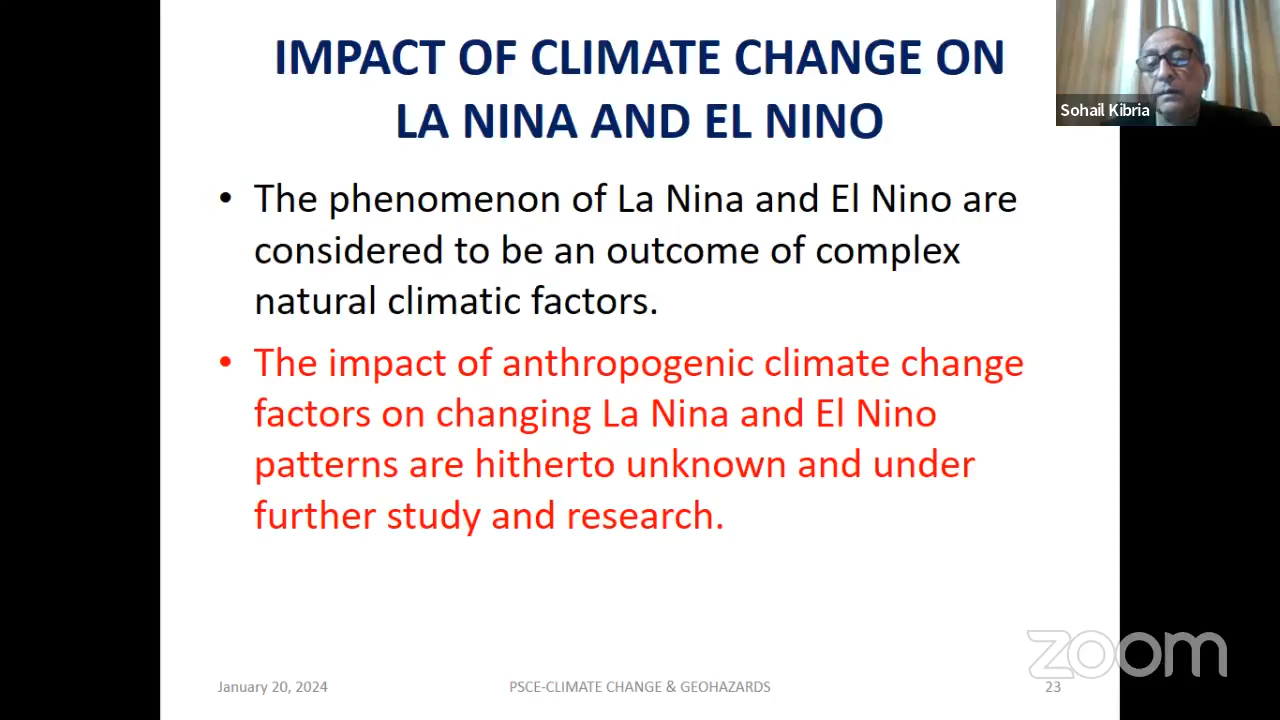 IMPACT OF CLIMATE CHANGE ON
LA NINA AND EL NINO
Sohail Kibria
• The phenomenon of La Nina and El Nino are
considered to be an outcome of complex
natural climatic factors.
• The impact of anthropogenic climate change
factors on changing La Nina and El Nino
patterns are hitherto unknown and under
further study and research.
zoom
January 20, 2024
PSCE-CLIMATE CHANGE & GEOHAZARDS
23